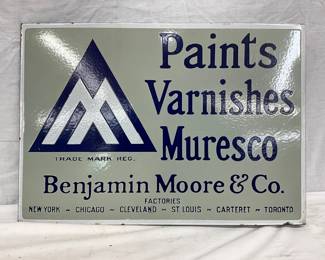 Paints
Varnishes
Muresco
TRADE MARK REG.
Benjamin Moore & Co.
FACTORIES
NEW YORK ~ CHICAGO ~ CLEVELAND ~ ST LOUIS ~ CARTERET ~ TORONTO